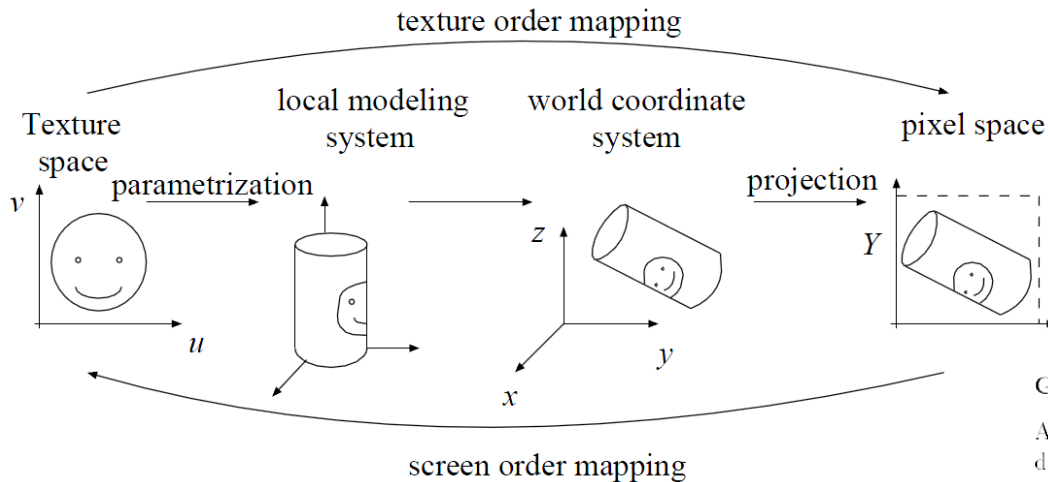 texture order mapping
local modeling
system
world coordinate
system
Texture
space
pixel space
parametrization
projection
v
u
z
y
x
Y
screen order mapping